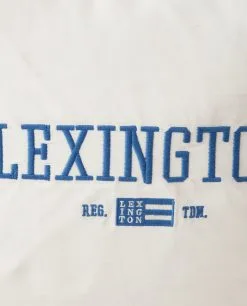 LEXINGTO
REG. LEX
ING
TON TDM.